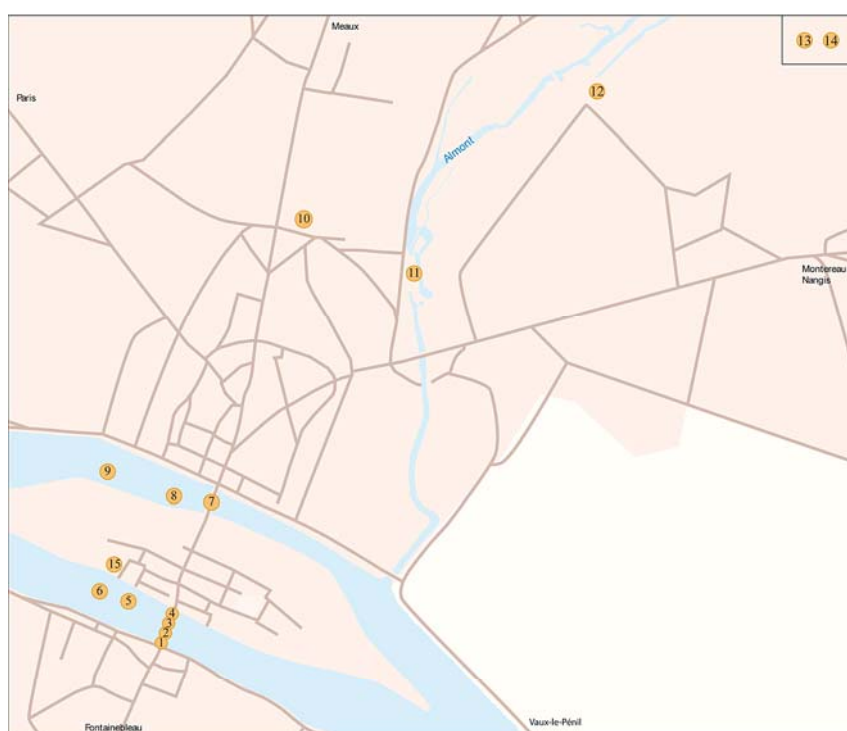 Meaux
13 14
Paris
12
Almont
10
11
Montereau
Nangis
9
8
7
15
6
5
4
3
2
1
Fontainebleau
Vaux-le-Pénil